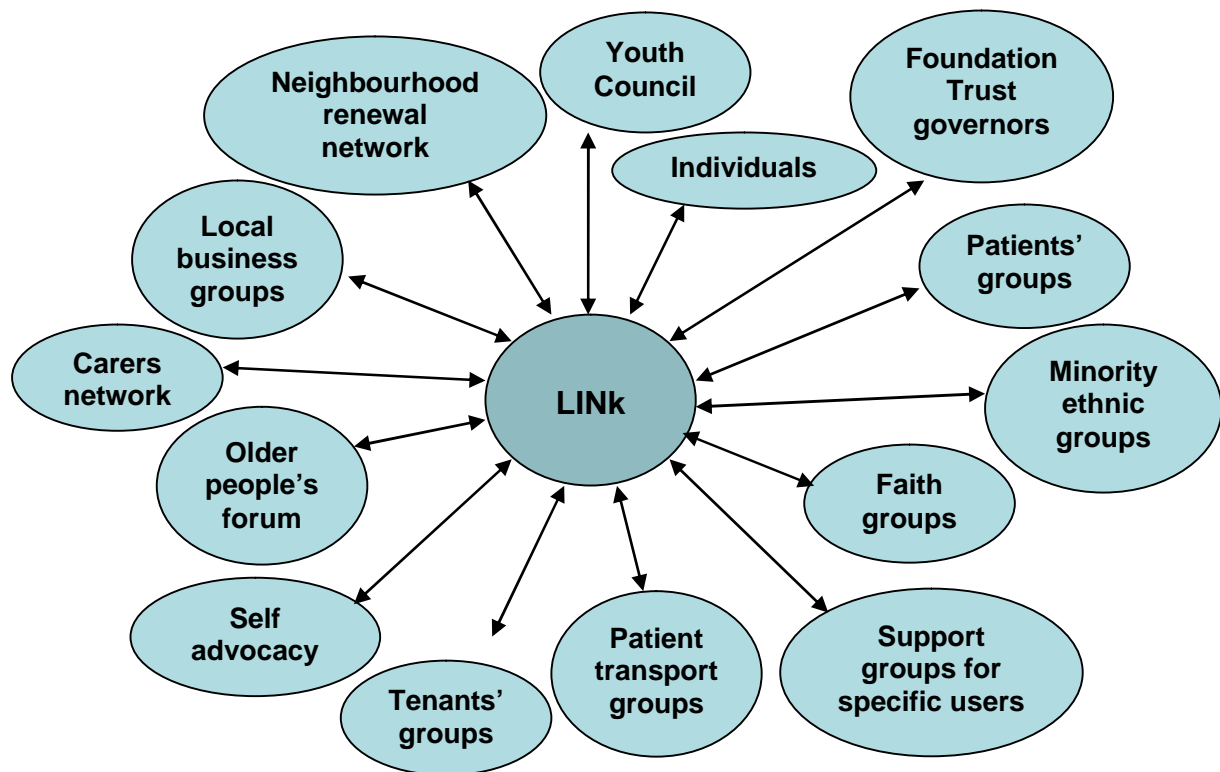 Neighbourhood
renewal
network
Youth
Council
Foundation
Trust
governors
Individuals
Local
business
groups
Patients’
groups
Carers
network
LINk
Minority
ethnic
groups
Older
people’s
forum
Faith
groups
Self
advocacy
Tenants’
groups
Patient
transport
groups
Support
groups for
specific users